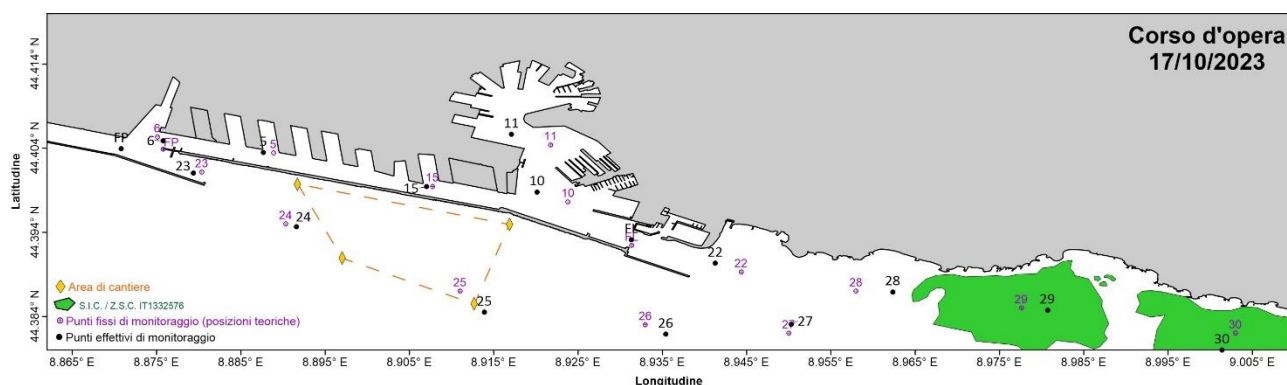 Corso d'opera
17/10/2023
44.414° N
44.404° N
44.394° N
44.384° N
Latitudine
11
11
FP
6
6
FP
5
5
23
23
15
15
10
10
24
24
FL
FL
22
22
25
25
28
28
29
29
26
26
27
27
30
30
Area di cantiere
S.I.C. / Z.S.C. IT1332576
Punti fissi di monitoraggio (posizioni teoriche)
Punti effettivi di monitoraggio
8.865° E
8.875° E
8.885° E
8.895° E
8.905° E
8.915° E
8.925° E
8.935° E
8.945° E
8.955° E
8.965° E
8.975° E
8.985° E
8.995° E
9.005° E
Longitudine